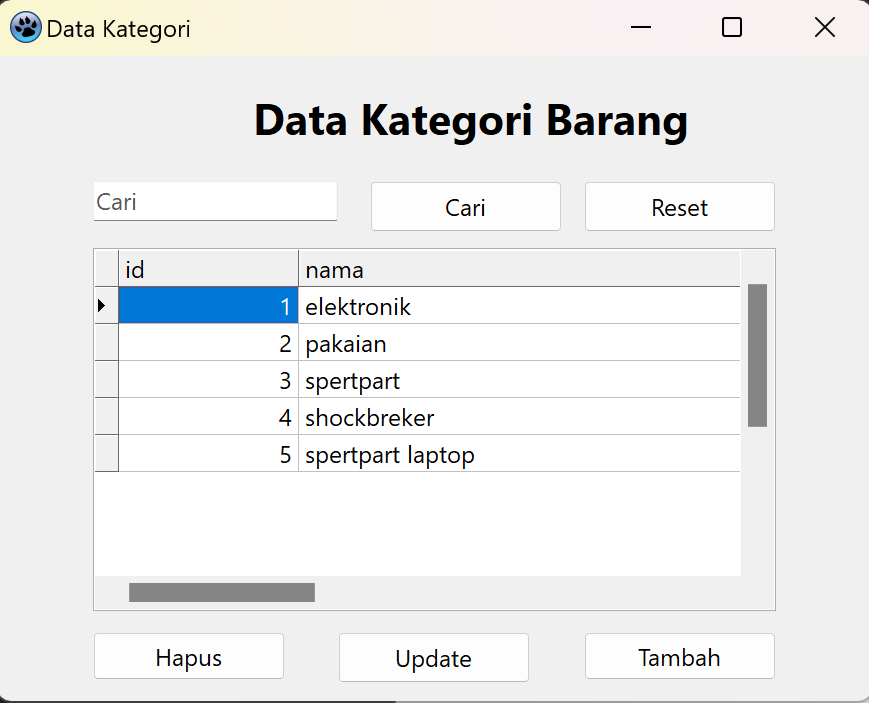 Data Kategori
Data Kategori Barang
Cari Cari Reset
id nama
1 elektronik
2 pakaian
3 spertpart
4 shockbreker
5 spertpart laptop
Hapus Update Tambah